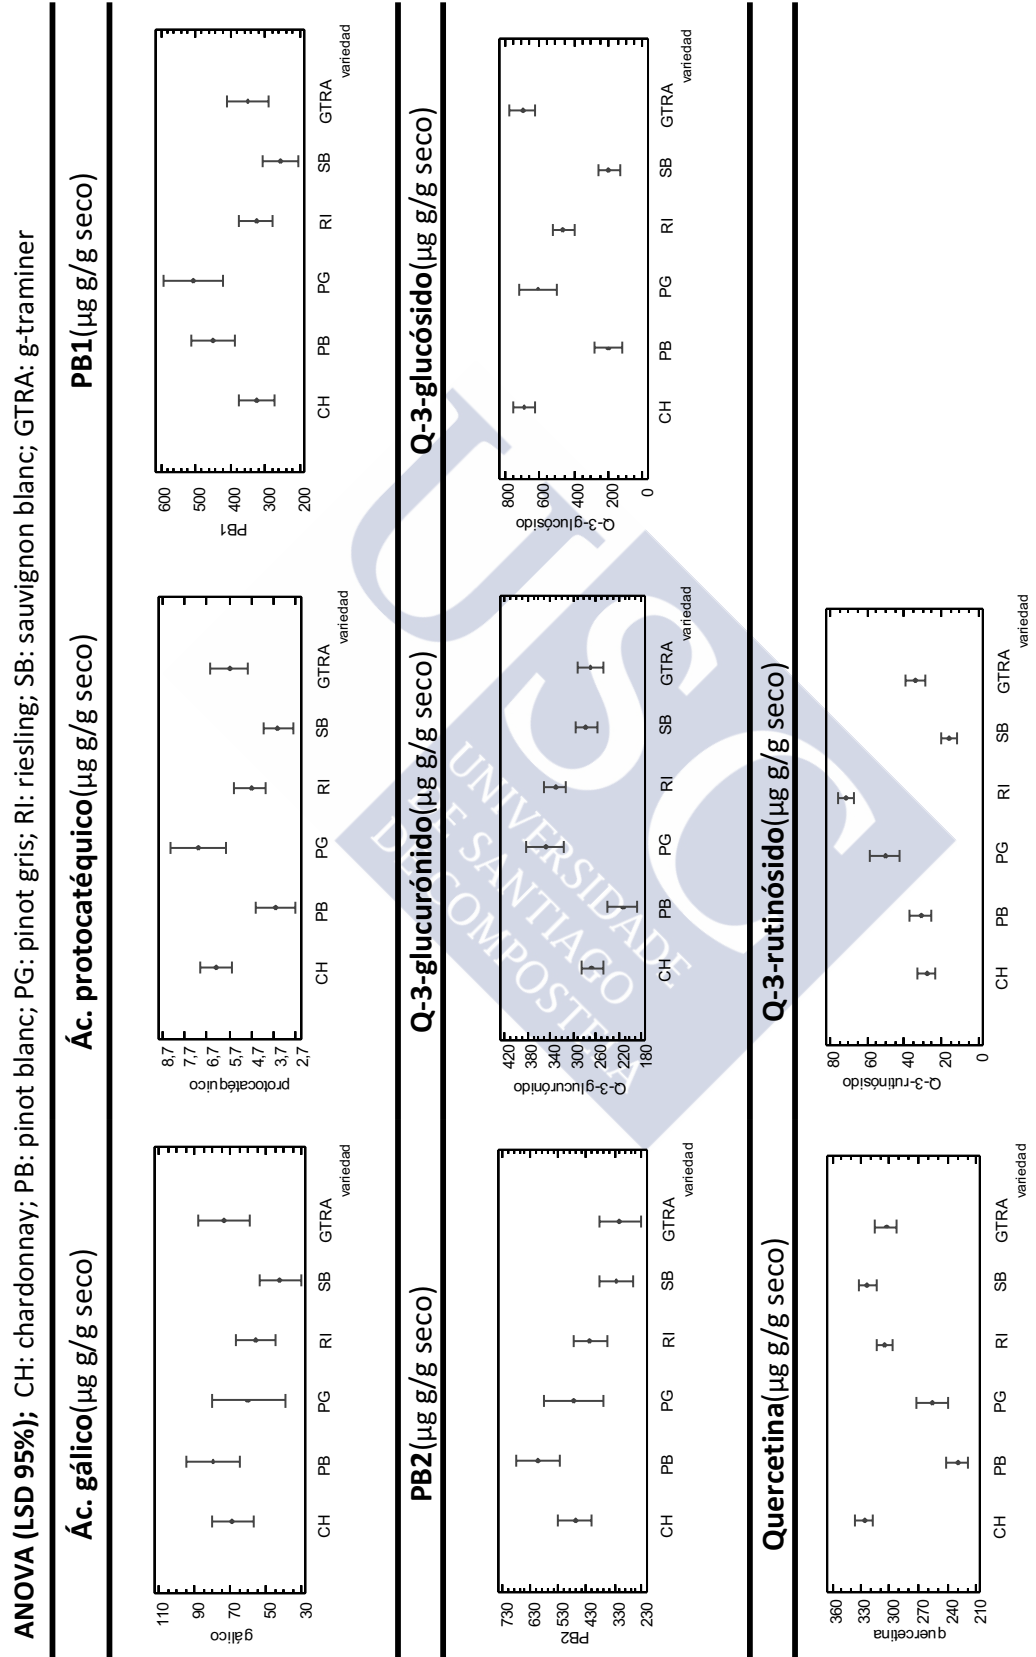 ANOVA (LSD 95%); CH: chardonnay; PB: pinot blanc; PG: pinot gris; RI: riesling; SB: sauvignon blanc; GTRA: g-traminer
Ác. gálico(µg g/g seco)
Ác. protocatéquico(µg g/g seco)
PB1(µg g/g seco)
gálico
110
90
70
50
30
CH PB PG RI SB GTRA
variedad
protocatéquico
8,7
7,7
6,7
5,7
4,7
3,7
2,7
CH PB PG RI SB GTRA
variedad
PB1
600
500
400
300
200
CH PB PG RI SB GTRA
variedad
PB2(µg g/g seco)
Q-3-glucurónido(µg g/g seco)
Q-3-glucósido(µg g/g seco)
PB2
730
630
530
430
330
230
CH PB PG RI SB GTRA
variedad
Q-3-glucurónido
420
380
340
300
260
220
180
CH PB PG RI SB GTRA
variedad
Q-3-glucósido
800
600
400
200
0
CH PB PG RI SB GTRA
variedad
Quercetina(µg g/g seco)
Q-3-rutinósido(µg g/g seco)
quercetina
360
330
300
270
240
210
CH PB PG RI SB GTRA
variedad
Q-3-rutinósido
80
60
40
20
0
CH PB PG RI SB GTRA
variedad
USC
UNIVERSIDADE
DE SANTIAGO
DE COMPOSTELA